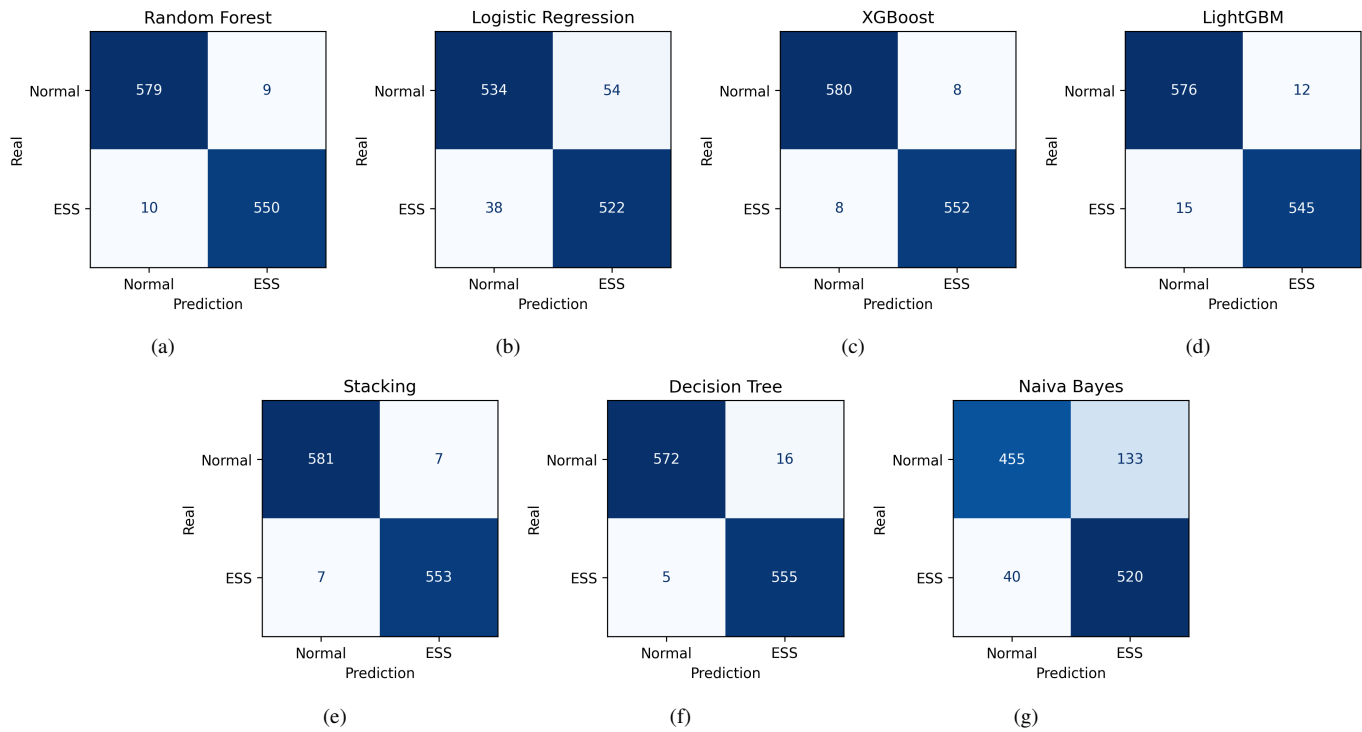 Random Forest
Logistic Regression
XGBoost
LightGBM
Real
Normal
579
9
ESS
10
550
Normal
ESS
Prediction
Real
Normal
534
54
ESS
38
522
Normal
ESS
Prediction
Real
Normal
580
8
ESS
8
552
Normal
ESS
Prediction
Real
Normal
576
12
ESS
15
545
Normal
ESS
Prediction
(a)
(b)
(c)
(d)
Stacking
Decision Tree
Naiva Bayes
Real
Normal
581
7
ESS
7
553
Normal
ESS
Prediction
Real
Normal
572
16
ESS
5
555
Normal
ESS
Prediction
Real
Normal
455
133
ESS
40
520
Normal
ESS
Prediction
(e)
(f)
(g)